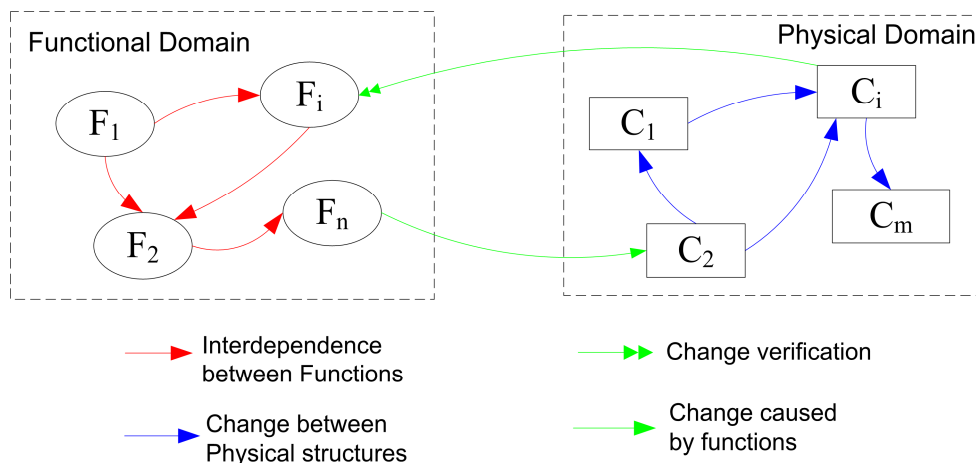 Functional Domain
Physical Domain
F1
Fi
F2
Fn
C1
Ci
C2
Cm
Interdependence
between Functions
Change between
Physical structures
Change verification
Change caused
by functions